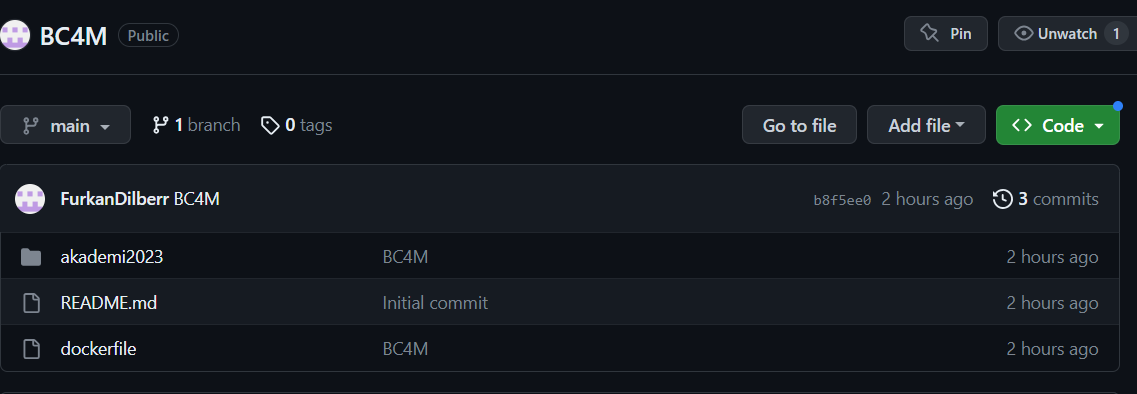 BC4M Public Pin Unwatch 1
main 1 branch 0 tags Go to file Add file Code
FurkanDilberr BC4M b8f5ee0 2 hours ago 3 commits
akademi2023 BC4M 2 hours ago
README.md Initial commit 2 hours ago
dockerfile BC4M 2 hours ago